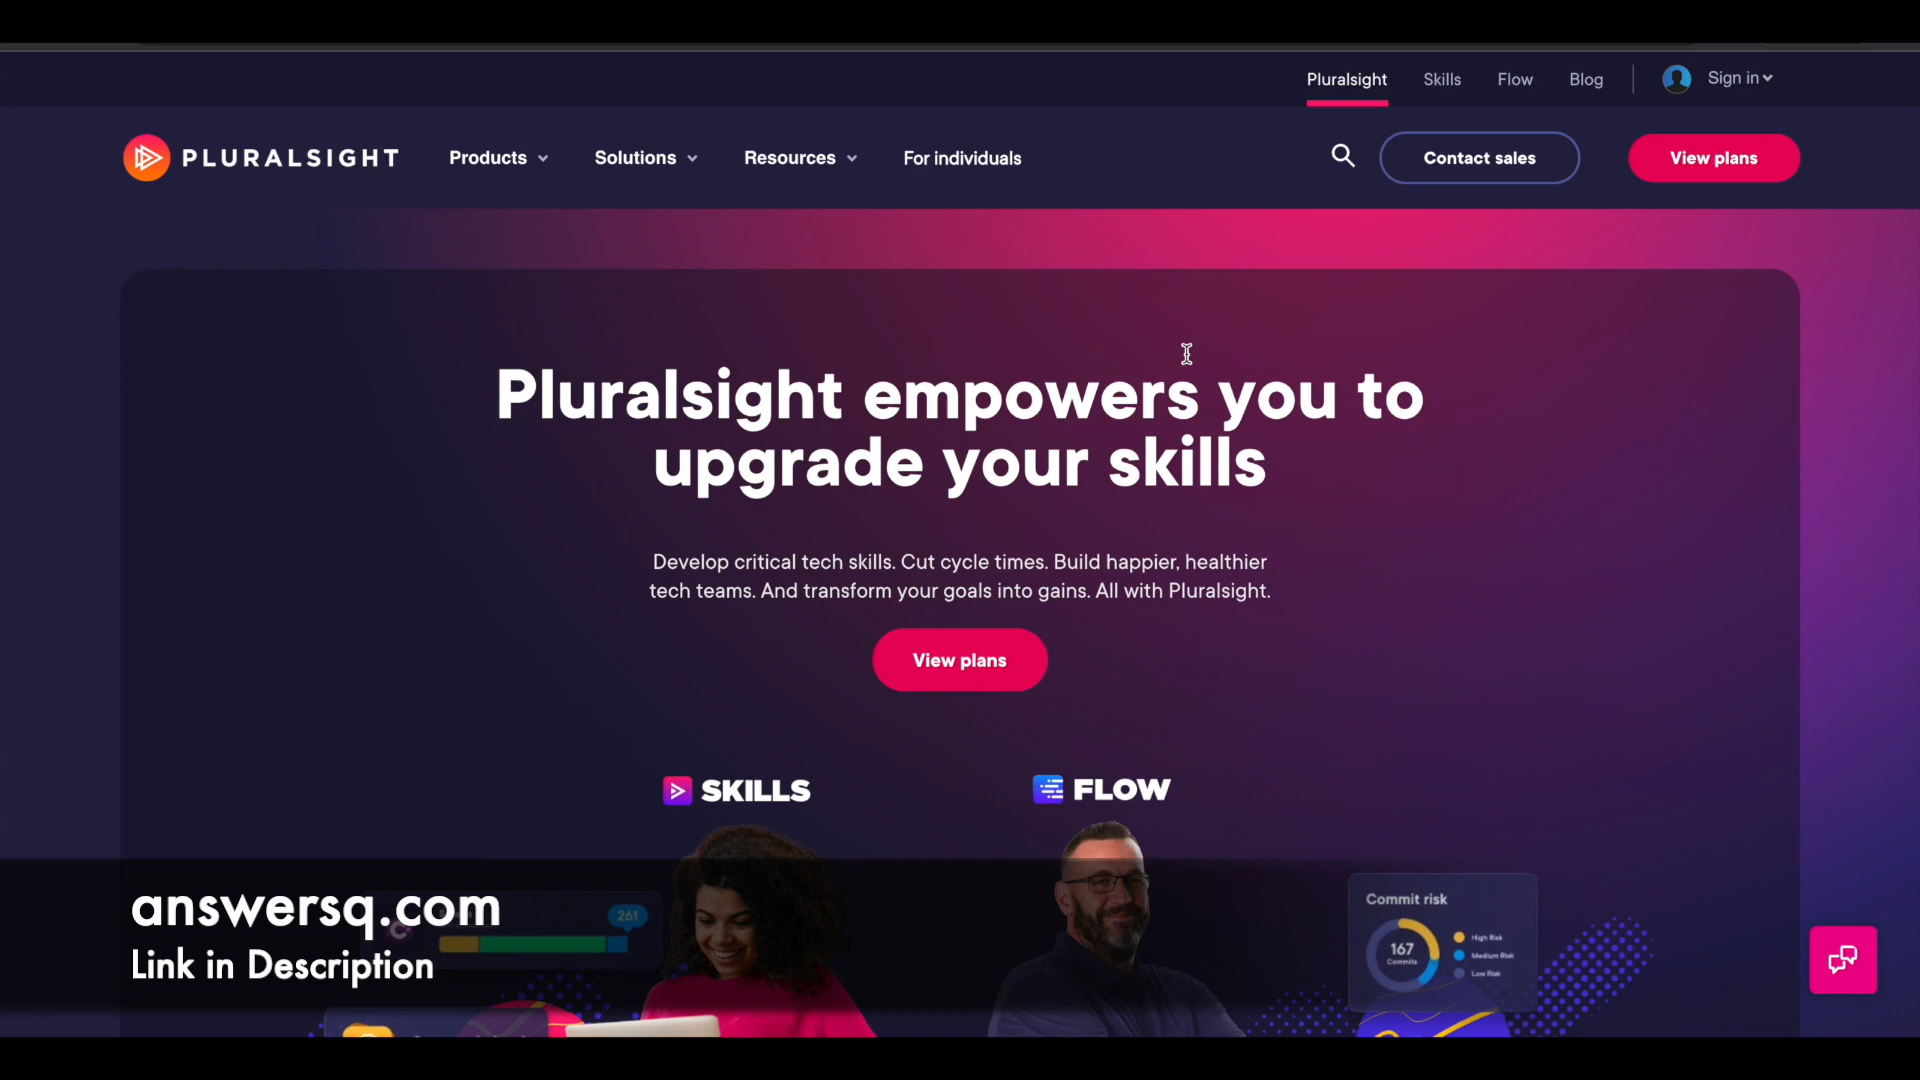 Pluralsight Skills Flow Blog Sign in
PLURALSIGHT Products Solutions Resources For individuals Contact sales View plans
Pluralsight empowers you to
upgrade your skills
Develop critical tech skills. Cut cycle times. Build happier, healthier
tech teams. And transform your goals into gains. All with Pluralsight.
View plans
SKILLS FLOW
answersq.com
261
Link in Description
Commit risk
167
Commits
High Risk
Medium Risk
Low Risk